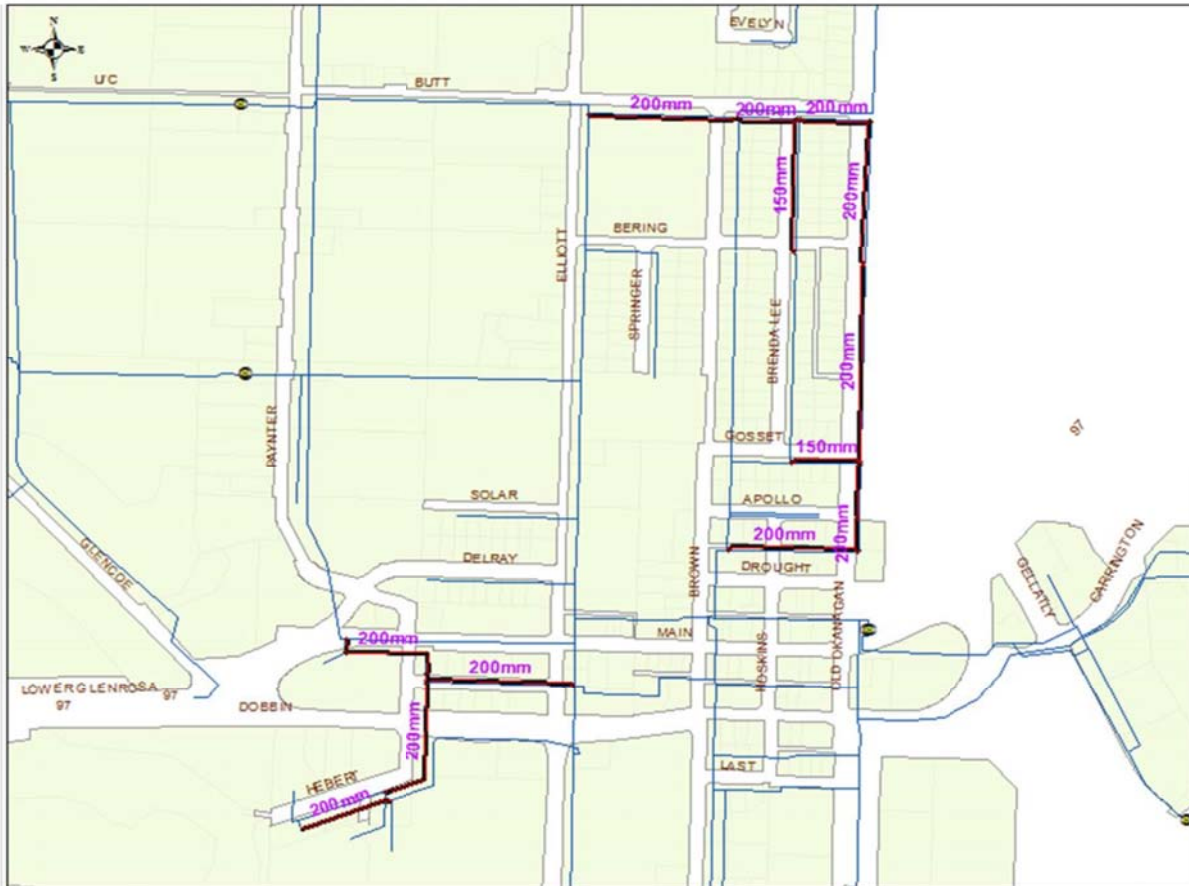 EVELYN
N
W E
S
U/C
BUTT
200mm
200mm
200mm
150mm
200mm
BERING
ELLIOTT
SPRINGER
BRENDA LEE
200mm
97
PAYNTER
GOSSET
150mm
SOLAR
APOLLO
200mm
200mm
GLENCOE
DELRAY
BROWN
DROUGHT
GELLATLY
CARRINGTON
MAIN
HOSKINS
OLD OKANAGAN
200mm
200mm
LOWER GLENROSA
97
97
DOBBIN
200mm
LAST
HEBERT
200mm